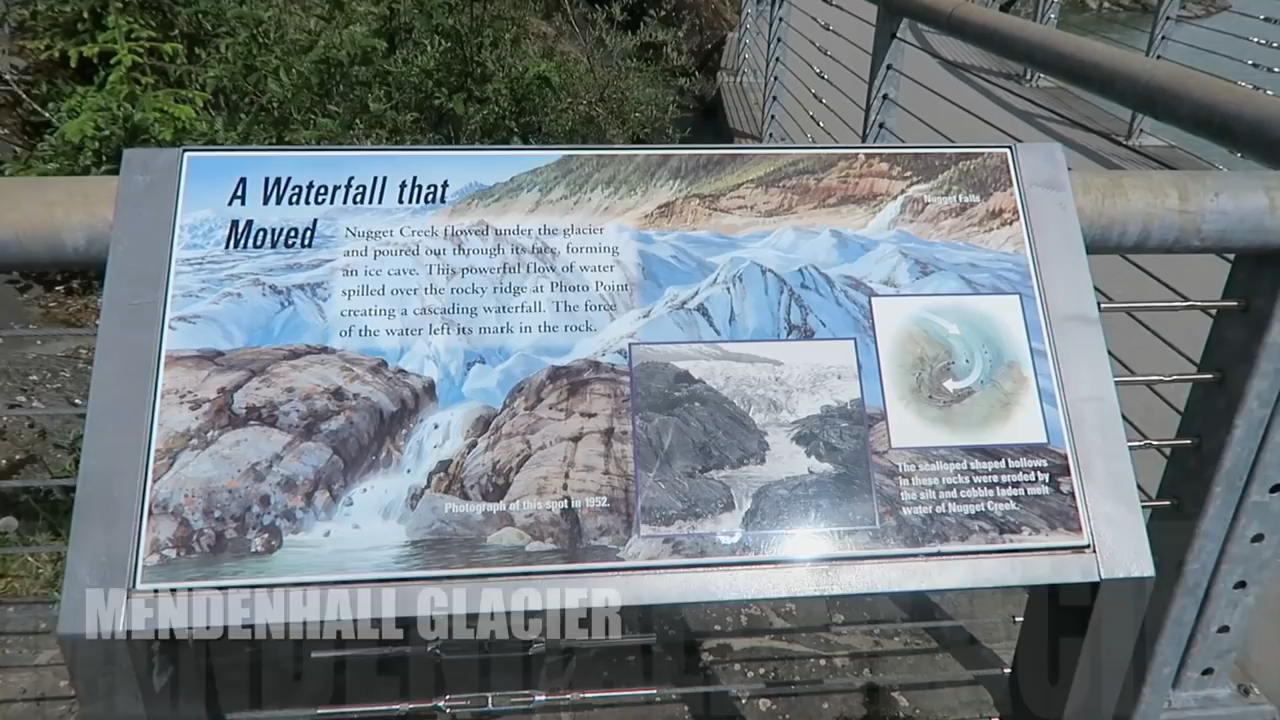 A Waterfall that
Moved
Nugget Creek flowed under the glacier
and poured out through its face, forming
an ice cave. This powerful flow of water
spilled over the rocky ridge at Photo Point
creating a cascading waterfall. The force
of the water left its mark in the rock.
Nugget Falls
Photograph of this spot in 1952.
The scalloped shaped hollows
in these rocks were eroded by
the silt and cobble laden melt
water of Nugget Creek.
MENDENHALL GLACIER